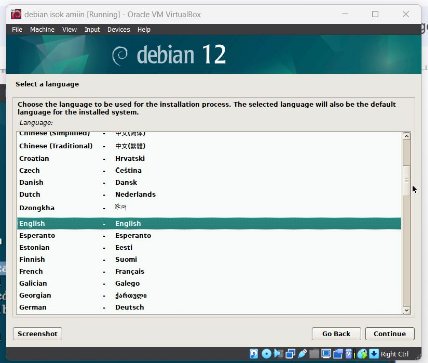 debian isok amiin [Running] - Oracle VM VirtualBox
File Machine View Input Devices Help
debian 12
Select a language
Choose the language to be used for the installation process. The selected language will also be the default
language for the installed system.
Language:
Chinese (Simplified) - 中文(简体)
Chinese (Traditional) - 中文(繁體)
Croatian - Hrvatski
Czech - Čeština
Danish - Dansk
Dutch - Nederlands
Dzongkha -
English - English
Esperanto - Esperanto
Estonian - Eesti
Finnish - Suomi
French - Français
Galician - Galego
Georgian - ქართული
German - Deutsch
Screenshot Go Back Continue
Right Ctrl